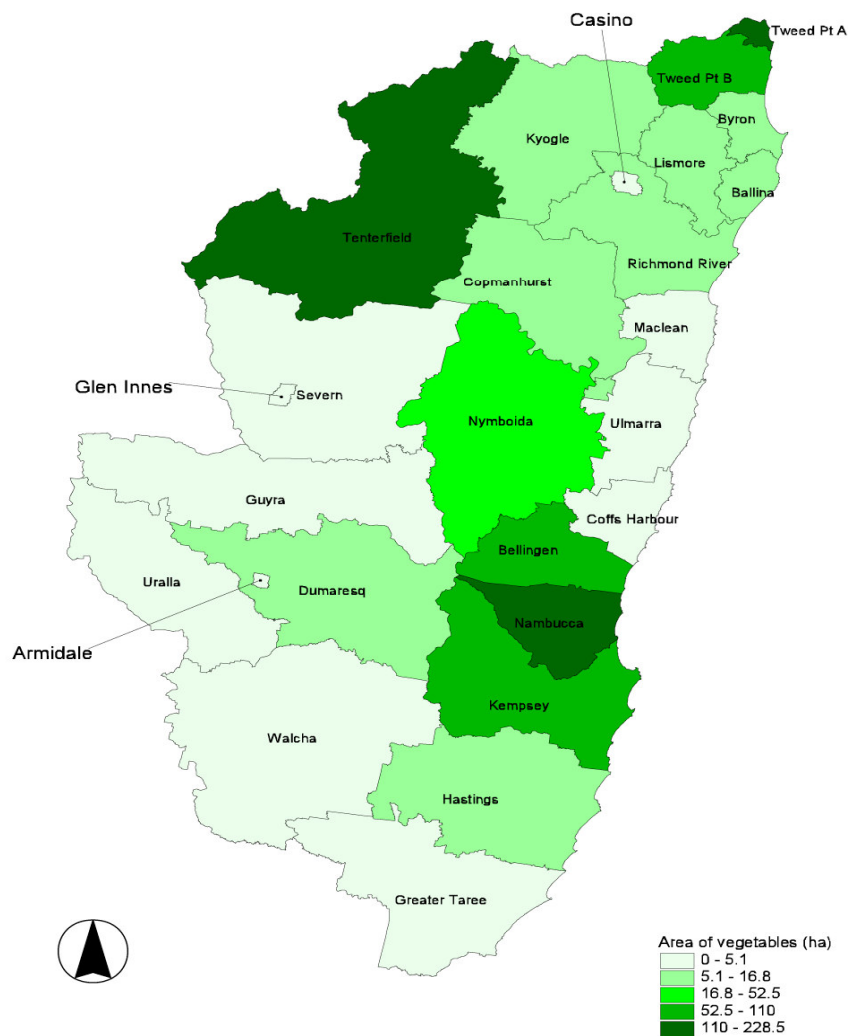 Casino
Tweed Pt A
Tweed Pt B
Byron
Kyogle
Lismore
Ballina
Tenterfield
Richmond River
Copmanhurst
Maclean
Glen Innes
Severn
Nymboida
Ulmarra
Guyra
Coffs Harbour
Bellingen
Uralla
Dumaresq
Nambucca
Armidale
Kempsey
Walcha
Hastings
Greater Taree
Area of vegetables (ha)
0 - 5.1
5.1 - 16.8
16.8 - 52.5
52.5 - 110
110 - 228.5